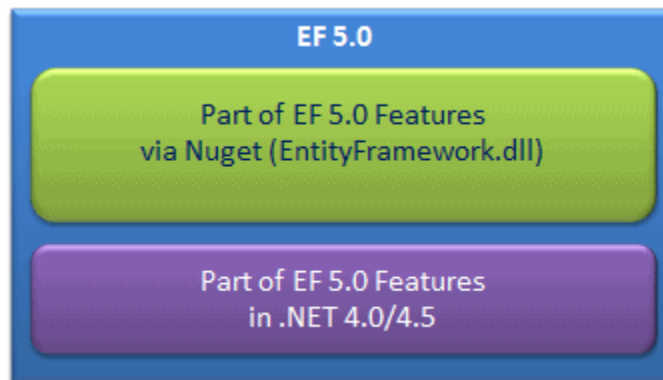 EF 5.0
Part of EF 5.0 Features
via Nuget (EntityFramework.dll)
Part of EF 5.0 Features
in .NET 4.0/4.5